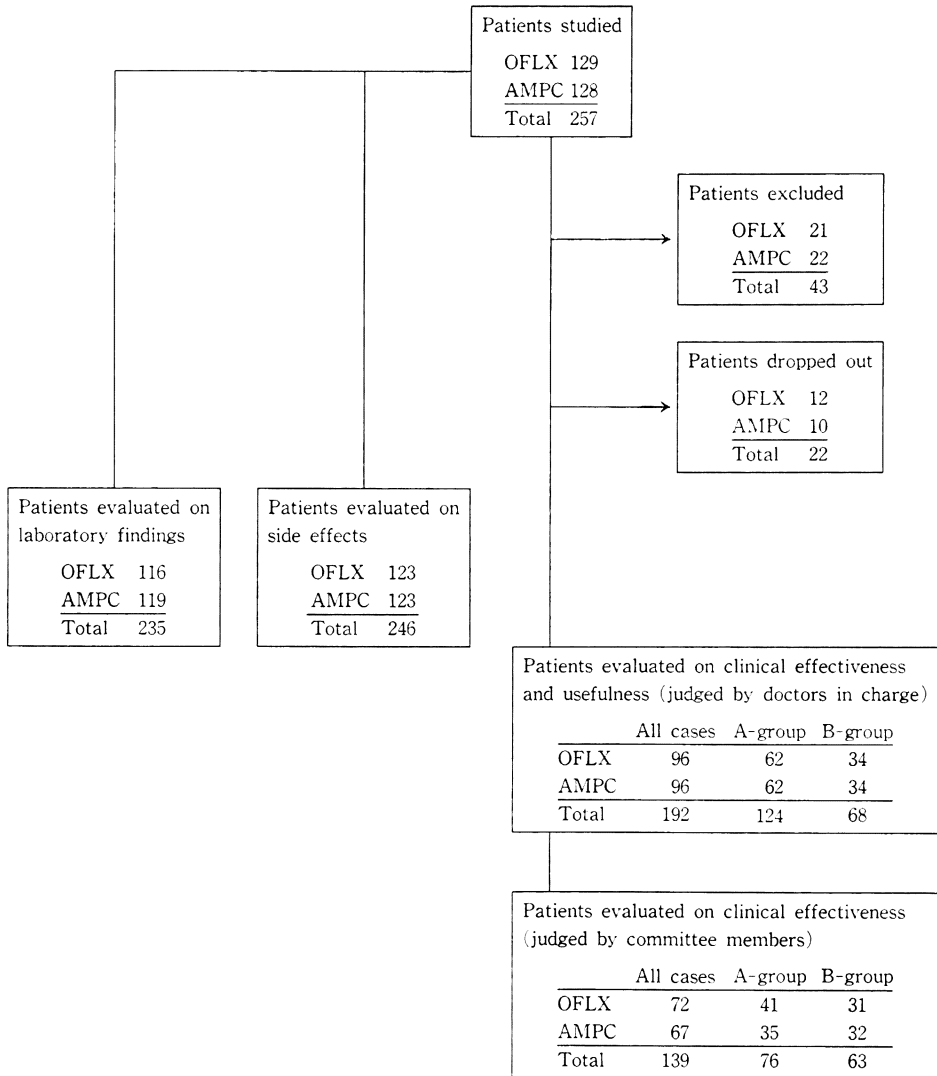 Patients studied
OFLX 129
AMPC 128
Total 257
Patients excluded
OFLX 21
AMPC 22
Total 43
Patients dropped out
OFLX 12
AMPC 10
Total 22
Patients evaluated on
laboratory findings
OFLX 116
AMPC 119
Total 235
Patients evaluated on
side effects
OFLX 123
AMPC 123
Total 246
Patients evaluated on clinical effectiveness
and usefulness (judged by doctors in charge)
All cases A-group B-group
OFLX 96 62 34
AMPC 96 62 34
Total 192 124 68
Patients evaluated on clinical effectiveness
(judged by committee members)
All cases A-group B-group
OFLX 72 41 31
AMPC 67 35 32
Total 139 76 63